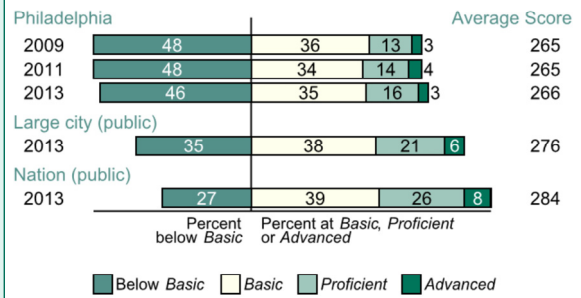 Philadelphia Average Score
2009 48 36 13 3 265
2011 48 34 14 4 265
2013 46 35 16 3 266
Large city (public)
2013 35 38 21 6 276
Nation (public)
2013 27 39 26 8 284
Percent below Basic Percent at Basic, Proficient or Advanced
Below Basic Basic Proficient Advanced